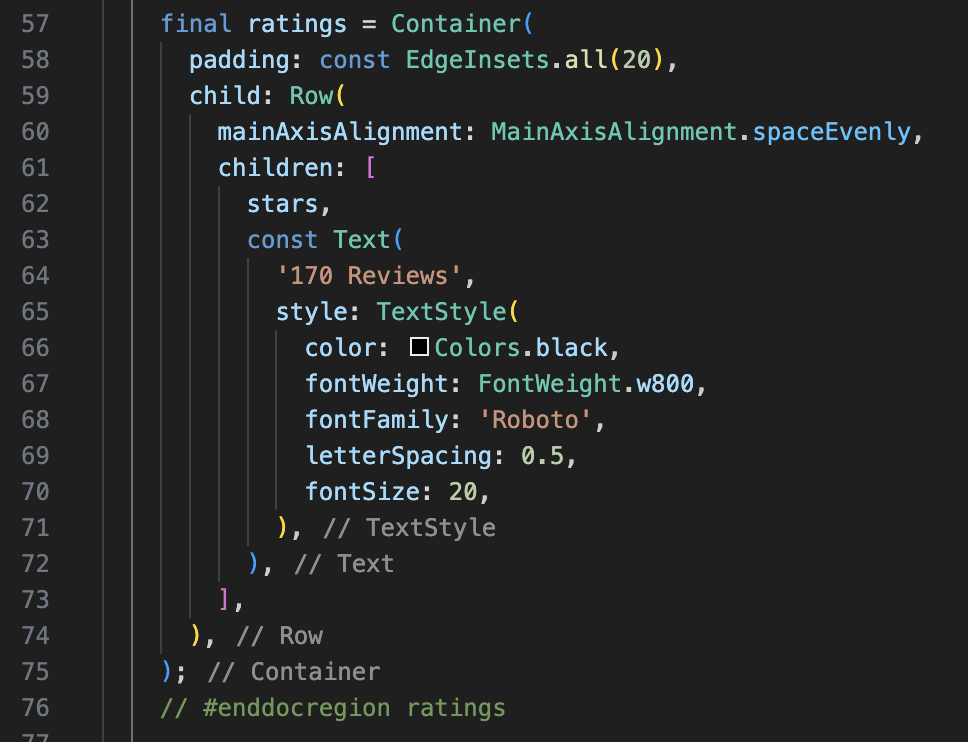 57 final ratings = Container(
58 padding: const EdgeInsets.all(20),
59 child: Row(
60 mainAxisAlignment: MainAxisAlignment.spaceEvenly,
61 children: [
62 stars,
63 const Text(
64 '170 Reviews',
65 style: TextStyle(
66 color: Colors.black,
67 fontWeight: FontWeight.w800,
68 fontFamily: 'Roboto',
69 letterSpacing: 0.5,
70 fontSize: 20,
71 ), // TextStyle
72 ), // Text
73 ],
74 ), // Row
75 ); // Container
76 // #enddocregion ratings
77